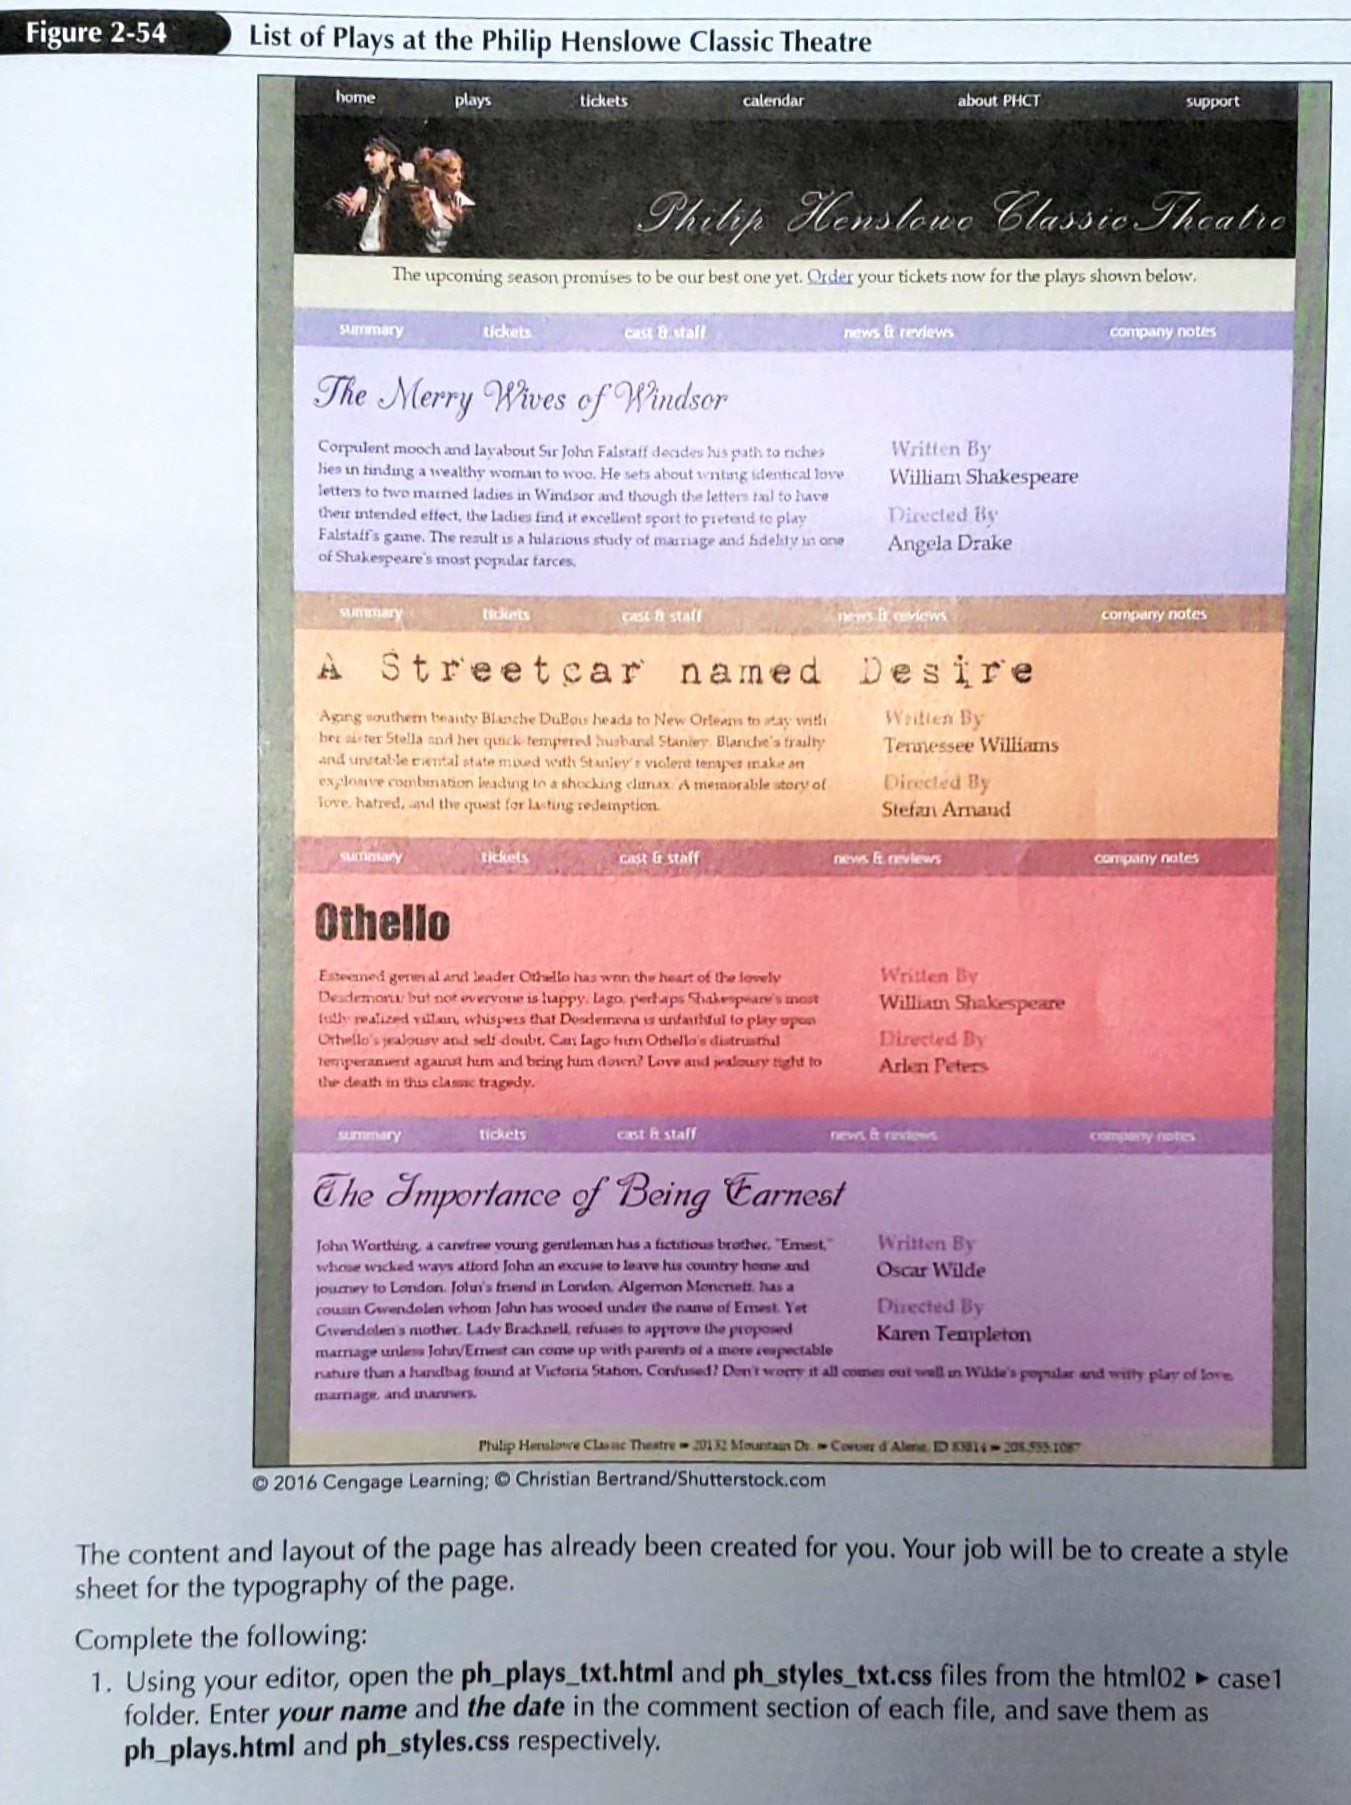 Figure 2-54 List of Plays at the Philip Henslowe Classic Theatre
home plays tickets calendar about PHCT support
Philip Henslowe Classic Theatre
The upcoming season promises to be our best one yet. Order your tickets now for the plays shown below.
summary tickets cast & staff news & reviews company notes
The Merry Wives of Windsor
Corpulent mooch and layabout Sir John Falstaff decides his path to riches
lies in finding a wealthy woman to woo. He sets about writing identical love
letters to two married ladies in Windsor and though the letters fail to have
their intended effect, the ladies find it excellent sport to pretend to play
Falstaff's game. The result is a hilarious study of marriage and fidelity in one
of Shakespeare's most popular farces.
Written By
William Shakespeare
Directed By
Angela Drake
summary tickets cast & staff news & reviews company notes
A Streetcar named Desire
Aging southern beauty Blanche DuBois heads to New Orleans to stay with
her sister Stella and her quick-tempered husband Stanley. Blanche's frailty
and unstable mental state mixed with Stanley's violent temper make an
explosive combination leading to a shocking climax. A memorable story of
love, hatred, and the quest for lasting redemption.
Written By
Tennessee Williams
Directed By
Stefan Arnaud
summary tickets cast & staff news & reviews company notes
Othello
Esteemed general and leader Othello has won the heart of the lovely
Desdemona; but not everyone is happy. Iago, perhaps Shakespeare's most
fully realized villain, whispers that Desdemona is unfaithful to play upon
Othello's jealousy and self doubt. Can Iago turn Othello's distrustful
temperament against him and bring him down? Love and jealousy fight to
the death in this classic tragedy.
Written By
William Shakespeare
Directed By
Arlen Peters
summary tickets cast & staff news & reviews company notes
The Importance of Being Earnest
John Worthing, a carefree young gentleman has a fictitious brother, "Ernest,"
whose wicked ways afford John an excuse to leave his country home and
journey to London. John's friend in London, Algernon Moncrieff, has a
cousin Gwendolen whom John has wooed under the name of Ernest. Yet
Gwendolen's mother, Lady Bracknell, refuses to approve the proposed
marriage unless John/Ernest can come up with parents of a more respectable
nature than a handbag found at Victoria Station. Confused? Don't worry it all comes out well in Wilde's popular and witty play of love,
marriage, and manners.
Written By
Oscar Wilde
Directed By
Karen Templeton
Philip Henslowe Classic Theatre 20132 Mountain Dr. Coeur d'Alene, ID 83814 208.555.1087
© 2016 Cengage Learning; © Christian Bertrand/Shutterstock.com
The content and layout of the page has already been created for you. Your job will be to create a style
sheet for the typography of the page.
Complete the following:
1. Using your editor, open the ph_plays_txt.html and ph_styles_txt.css files from the html02 ► case1
folder. Enter your name and the date in the comment section of each file, and save them as
ph_plays.html and ph_styles.css respectively.